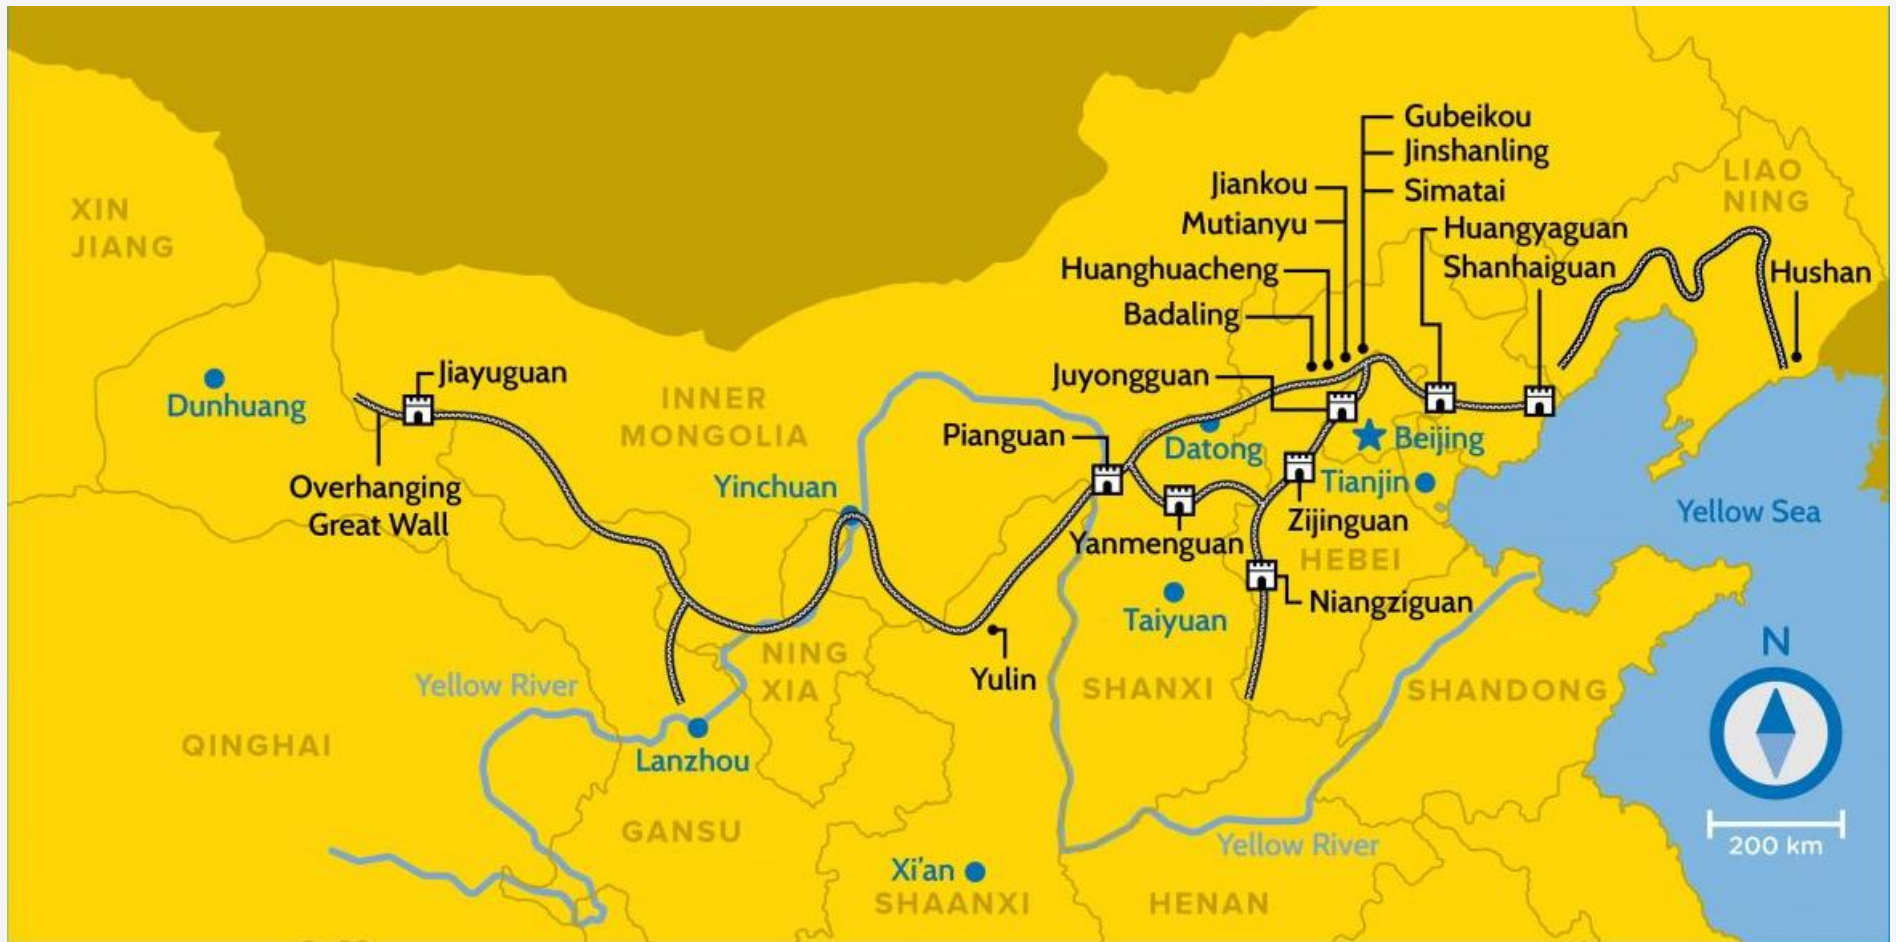 Gubeikou
Jinshanling
Simatai
Jiankou
Mutianyu
Huanghuacheng
Badaling
Juyongguan
Huangyaguan
Shanhaiguan
LIAO
NING
Hushan
XIN
JIANG
Dunhuang
Jiayuguan
Overhanging
Great Wall
INNER
MONGOLIA
Yinchuan
Pianguan
Datong
Beijing
Tianjin
Zijinguan
Yanmenguan
HEBEI
Niangziguan
Taiyuan
Yellow Sea
Yulin
NING
XIA
SHANXI
SHANDONG
Yellow River
QINGHAI
Lanzhou
GANSU
Xi'an
SHAANXI
HENAN
Yellow River
N
200 km